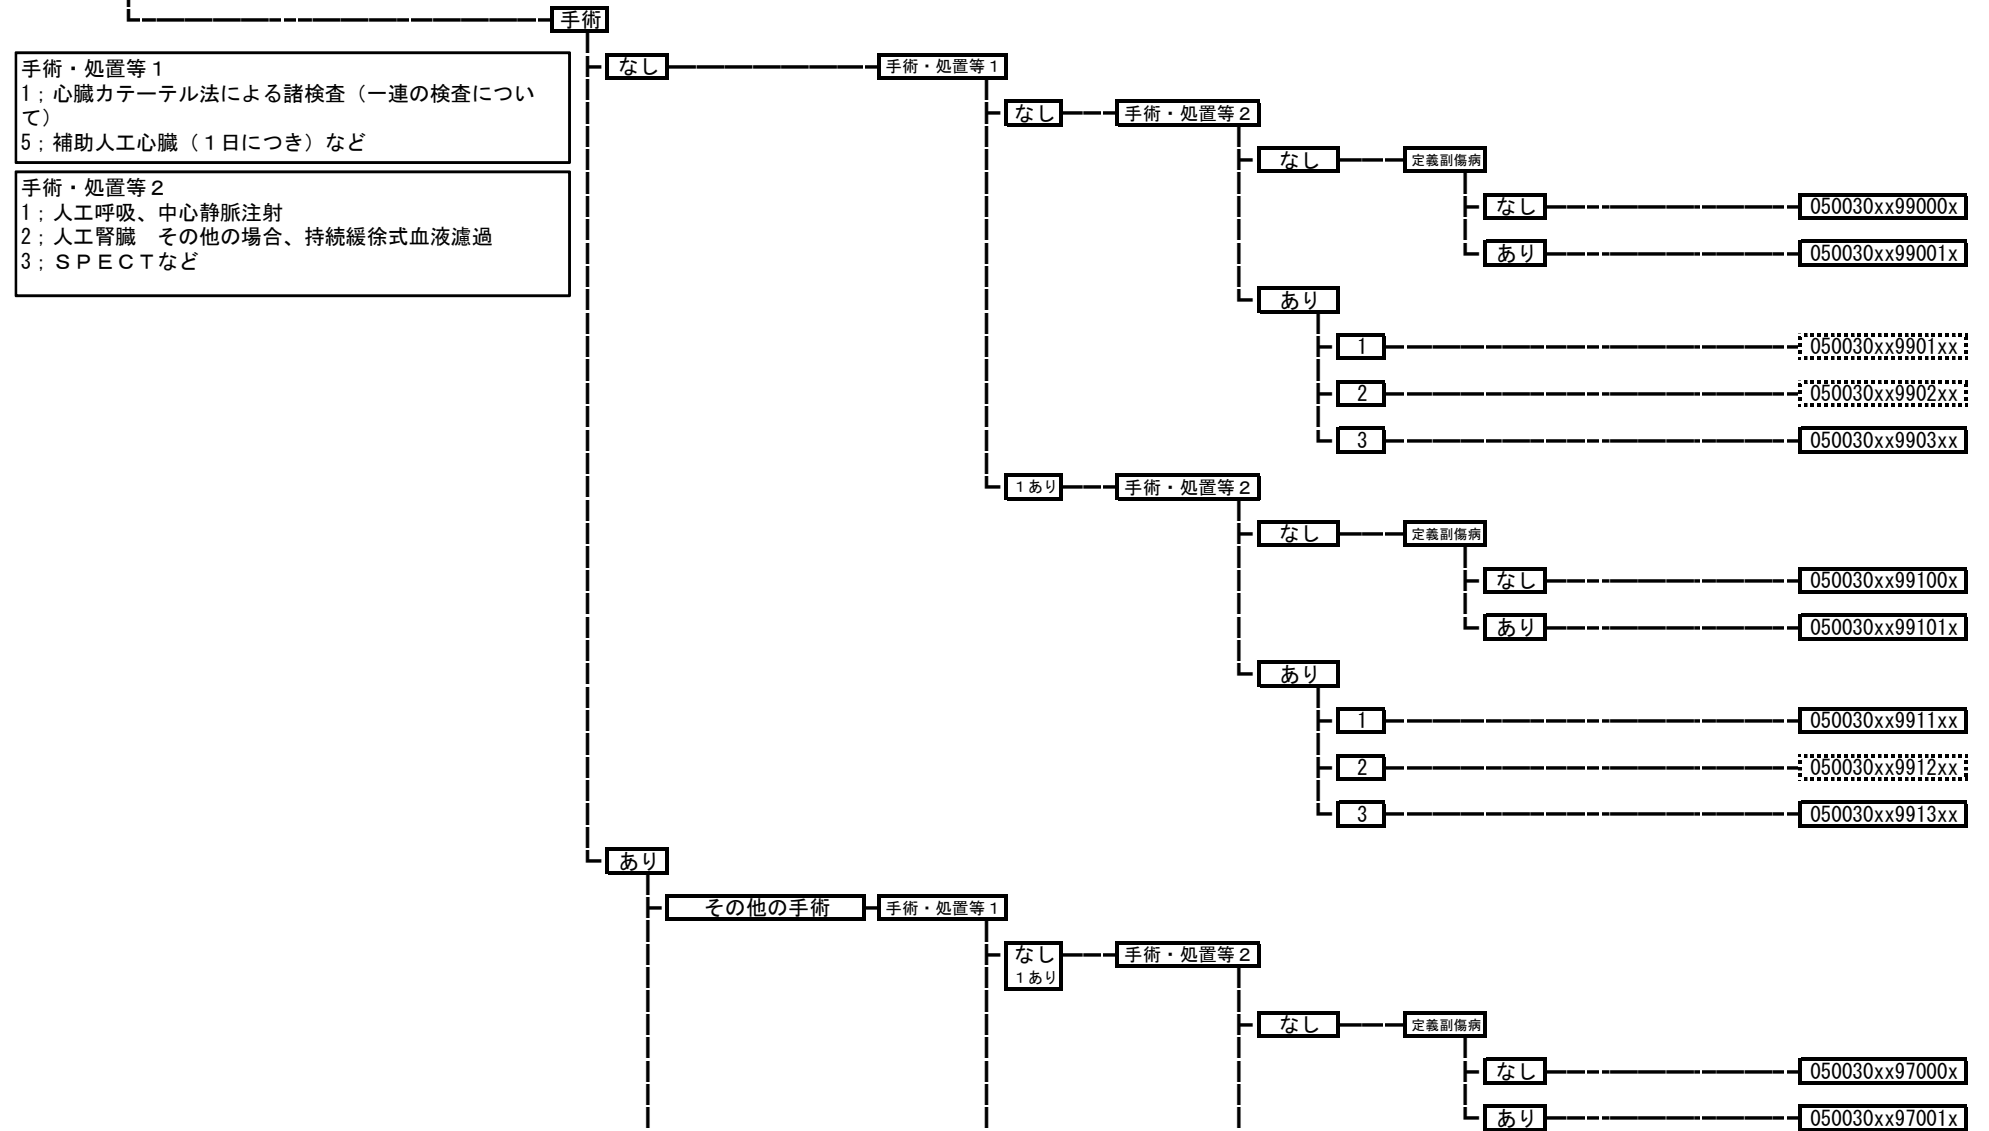 手術
手術・処置等１
1；心臓カテーテル法による諸検査（一連の検査につい
て）
5；補助人工心臓（１日につき）など
手術・処置等２
1；人工呼吸、中心静脈注射
2；人工腎臓　その他の場合、持続緩徐式血液濾過
3；ＳＰＥＣＴなど
なし 手術・処置等１
なし 手術・処置等２
なし 定義副傷病
なし 050030xx99000x
あり 050030xx99001x
あり
1 050030xx9901xx
2 050030xx9902xx
3 050030xx9903xx
１あり 手術・処置等２
なし 定義副傷病
なし 050030xx99100x
あり 050030xx99101x
あり
1 050030xx9911xx
2 050030xx9912xx
3 050030xx9913xx
あり
その他の手術 手術・処置等１
なし 手術・処置等２
１あり
なし 定義副傷病
なし 050030xx97000x
あり 050030xx97001x